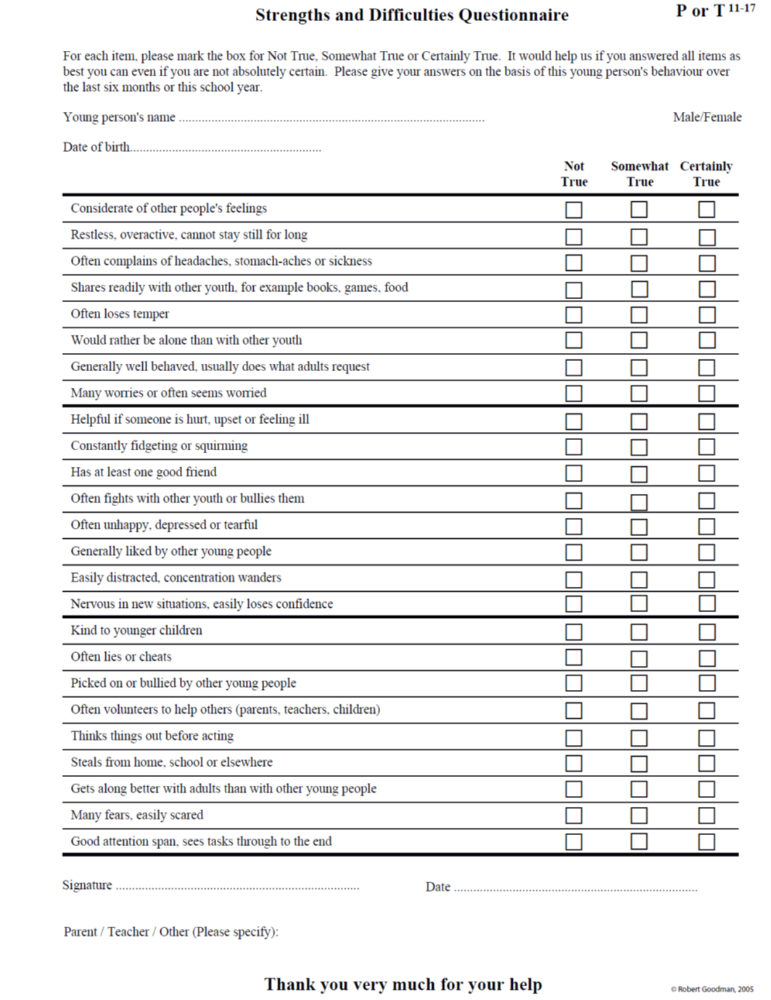 Strengths and Difficulties Questionnaire
P or T 11-17
For each item, please mark the box for Not True, Somewhat True or Certainly True.  It would help us if you answered all items as
best you can even if you are not absolutely certain.  Please give your answers on the basis of this young person's behaviour over
the last six months or this school year.
Young person's name ..............................................................................................
Male/Female
Date of birth...........................................................
Not True
Somewhat True
Certainly True
Considerate of other people's feelings
Restless, overactive, cannot stay still for long
Often complains of headaches, stomach-aches or sickness
Shares readily with other youth, for example books, games, food
Often loses temper
Would rather be alone than with other youth
Generally well behaved, usually does what adults request
Many worries or often seems worried
Helpful if someone is hurt, upset or feeling ill
Constantly fidgeting or squirming
Has at least one good friend
Often fights with other youth or bullies them
Often unhappy, depressed or tearful
Generally liked by other young people
Easily distracted, concentration wanders
Nervous in new situations, easily loses confidence
Kind to younger children
Often lies or cheats
Picked on or bullied by other young people
Often volunteers to help others (parents, teachers, children)
Thinks things out before acting
Steals from home, school or elsewhere
Gets along better with adults than with other young people
Many fears, easily scared
Good attention span, sees tasks through to the end
Signature ...........................................................................
Date ...........................................................................
Parent / Teacher / Other (Please specify):
Thank you very much for your help
© Robert Goodman, 2005